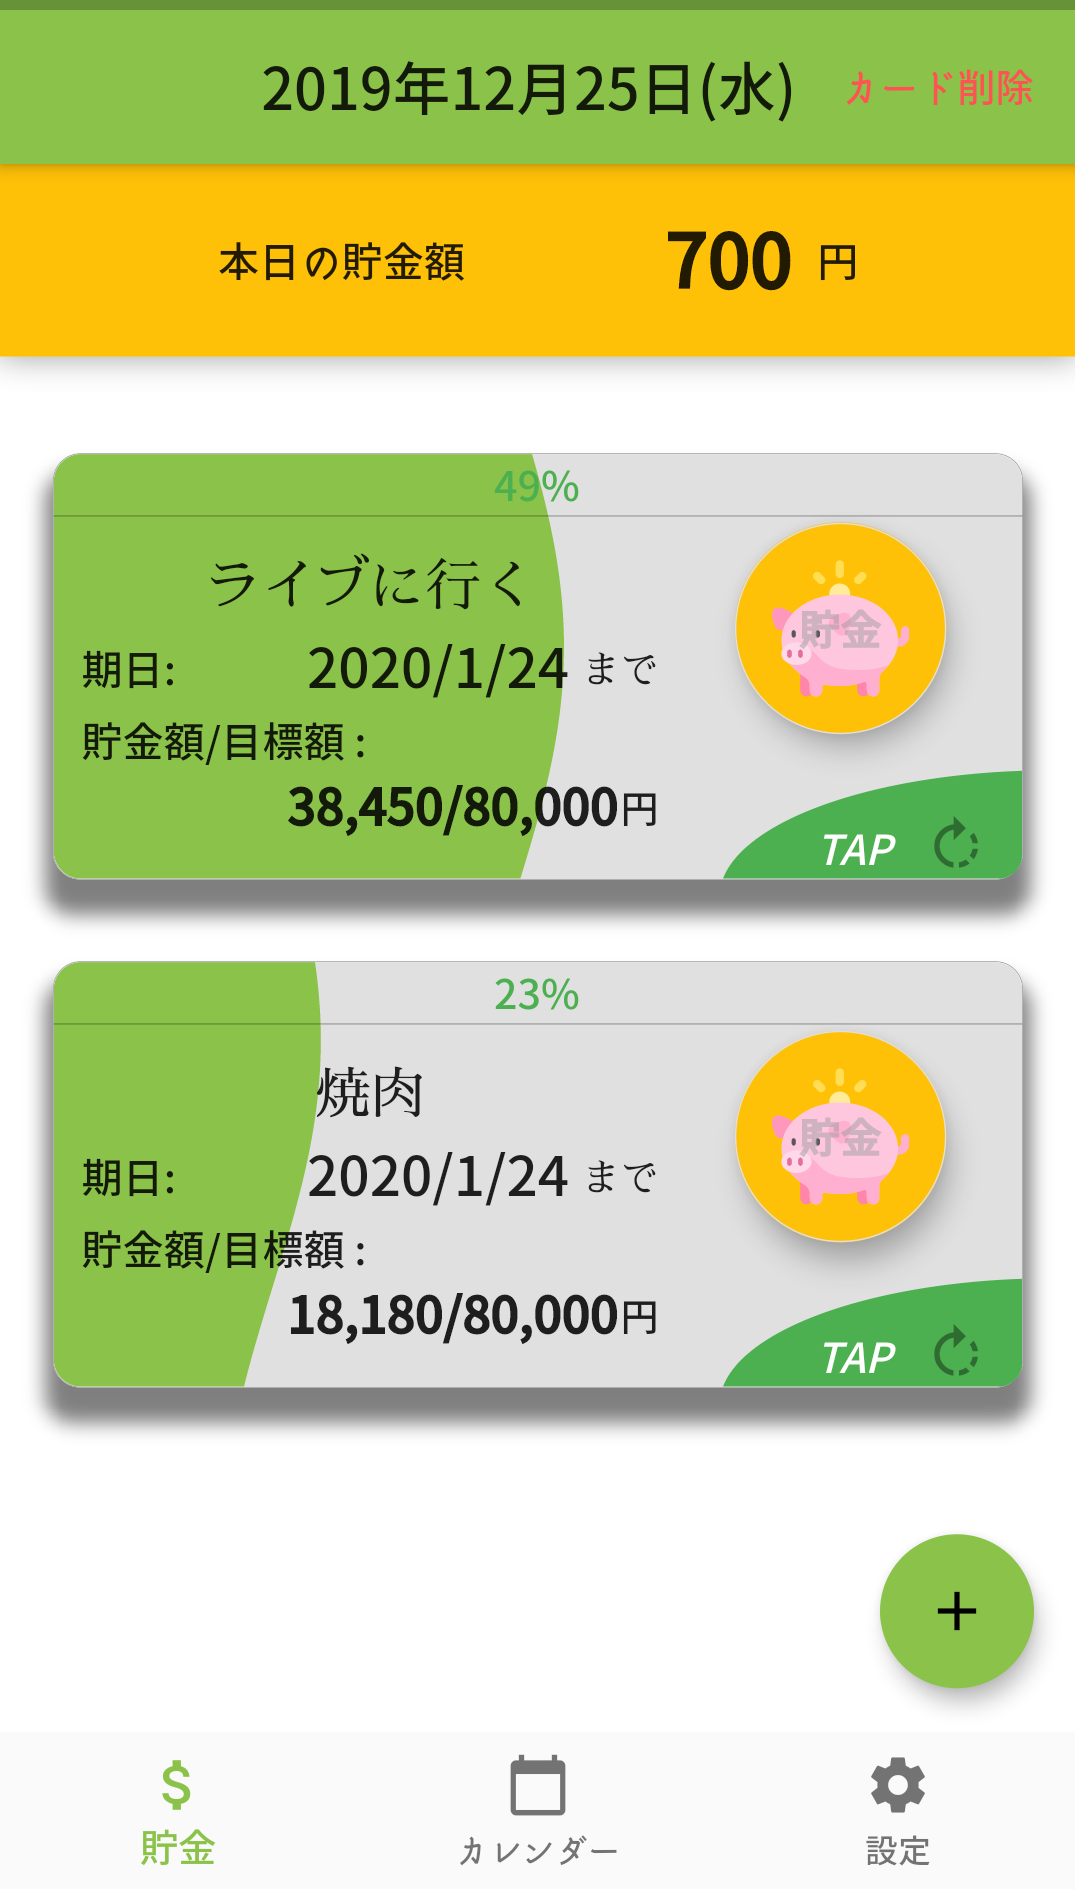 2019年12月25日(水) カード削除
本日の貯金額 700 円
49%
ライブに行く
貯金
期日: 2020/1/24 まで
貯金額/目標額 :
38,450/80,000円
TAP
23%
焼肉
貯金
期日: 2020/1/24 まで
貯金額/目標額 :
18,180/80,000円
TAP
+
貯金 カレンダー 設定